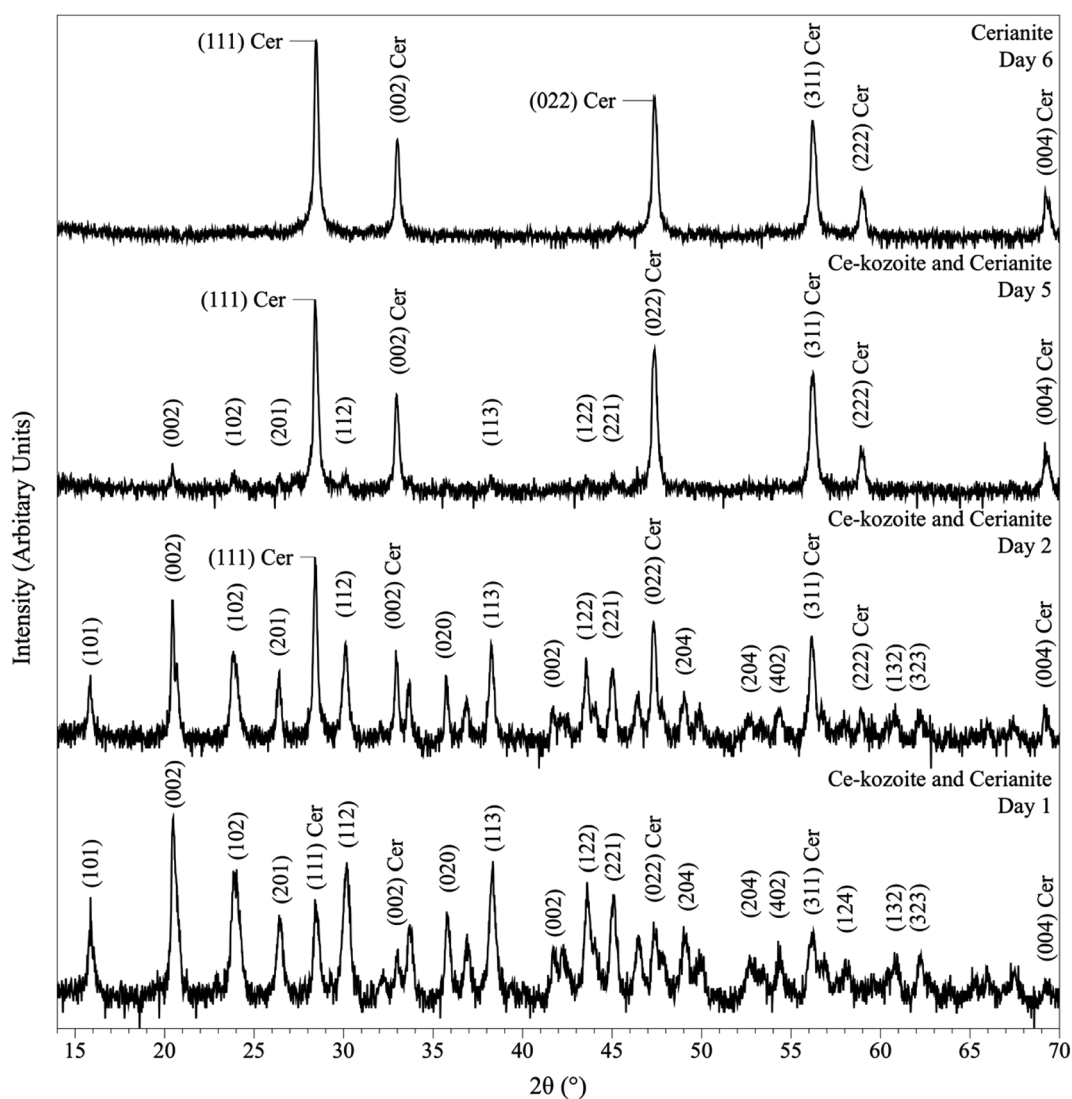 (111) Cer
(002) Cer
(022) Cer
(311) Cer
(222) Cer
(004) Cer
Cerianite
Day 6
(002)
(102)
(201)
(111) Cer
(112)
(002) Cer
(113)
(122)
(221)
(022) Cer
(311) Cer
(222) Cer
(004) Cer
Ce-kozoite and Cerianite
Day 5
(101)
(002)
(102)
(201)
(111) Cer
(112)
(002) Cer
(020)
(113)
(002)
(122)
(221)
(022) Cer
(204)
(204)
(402)
(311) Cer
(222) Cer
(132)
(323)
(004) Cer
Ce-kozoite and Cerianite
Day 2
(101)
(002)
(102)
(201)
(111) Cer
(112)
(002) Cer
(020)
(113)
(002)
(122)
(221)
(022) Cer
(204)
(204)
(402)
(311) Cer
(124)
(132)
(323)
(004) Cer
Ce-kozoite and Cerianite
Day 1
Intensity (Arbitary Units)
15 20 25 30 35 40 45 50 55 60 65 70
2θ (°)